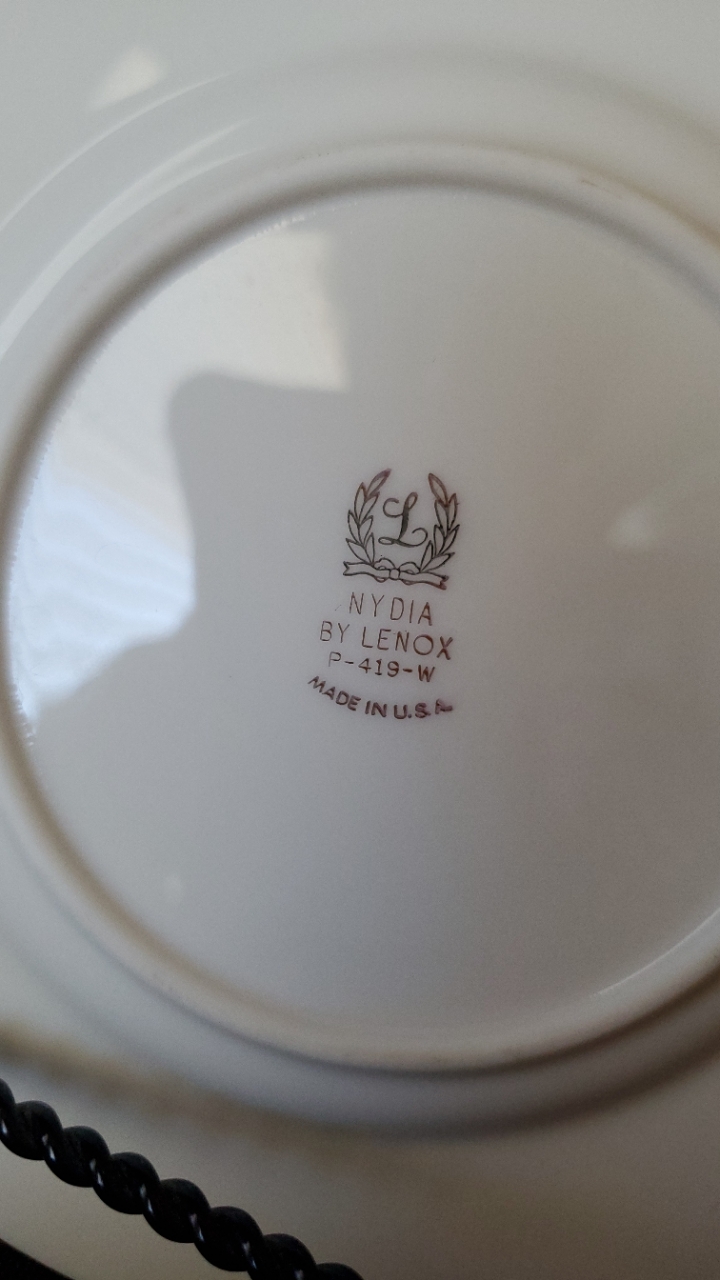 L
NYDIA
BY LENOX
P-419-W
MADE IN U.S.A.